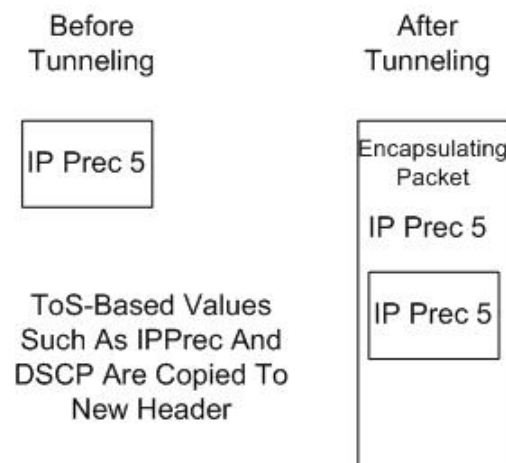 Before
Tunneling
IP Prec 5
ToS-Based Values
Such As IPPrec And
DSCP Are Copied To
New Header
After
Tunneling
Encapsulating
Packet
IP Prec 5
IP Prec 5